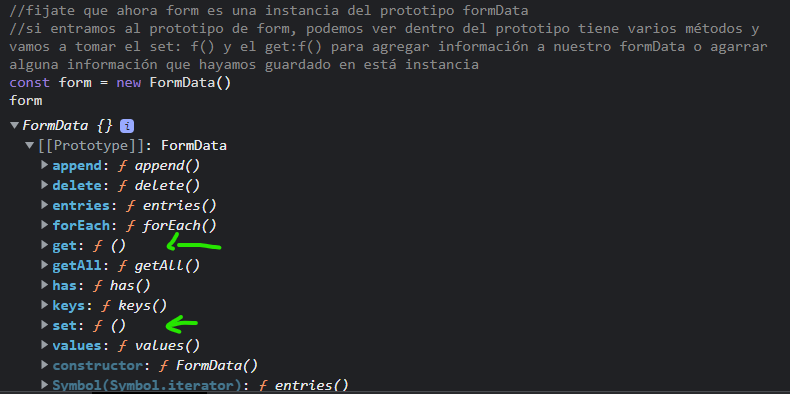 //fijate que ahora form es una instancia del prototipo formData
//si entramos al prototipo de form, podemos ver dentro del prototipo tiene varios métodos y
vamos a tomar el set: f() y el get:f() para agregar información a nuestro formData o agarrar
alguna información que hayamos guardado en está instancia
const form = new FormData()
form
▼FormData {} i
▼[[Prototype]]: FormData
▶append: ƒ append()
▶delete: ƒ delete()
▶entries: ƒ entries()
▶forEach: ƒ forEach()
▶get: ƒ ()
▶getAll: ƒ getAll()
▶has: ƒ has()
▶keys: ƒ keys()
▶set: ƒ ()
▶values: ƒ values()
▶constructor: ƒ FormData()
▶Symbol(Symbol.iterator): ƒ entries()